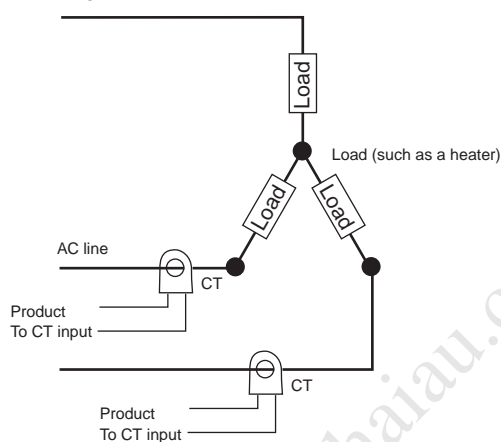 Load
Load (such as a heater)
Load
Load
AC line
CT
Product
To CT input
CT
Product
To CT input